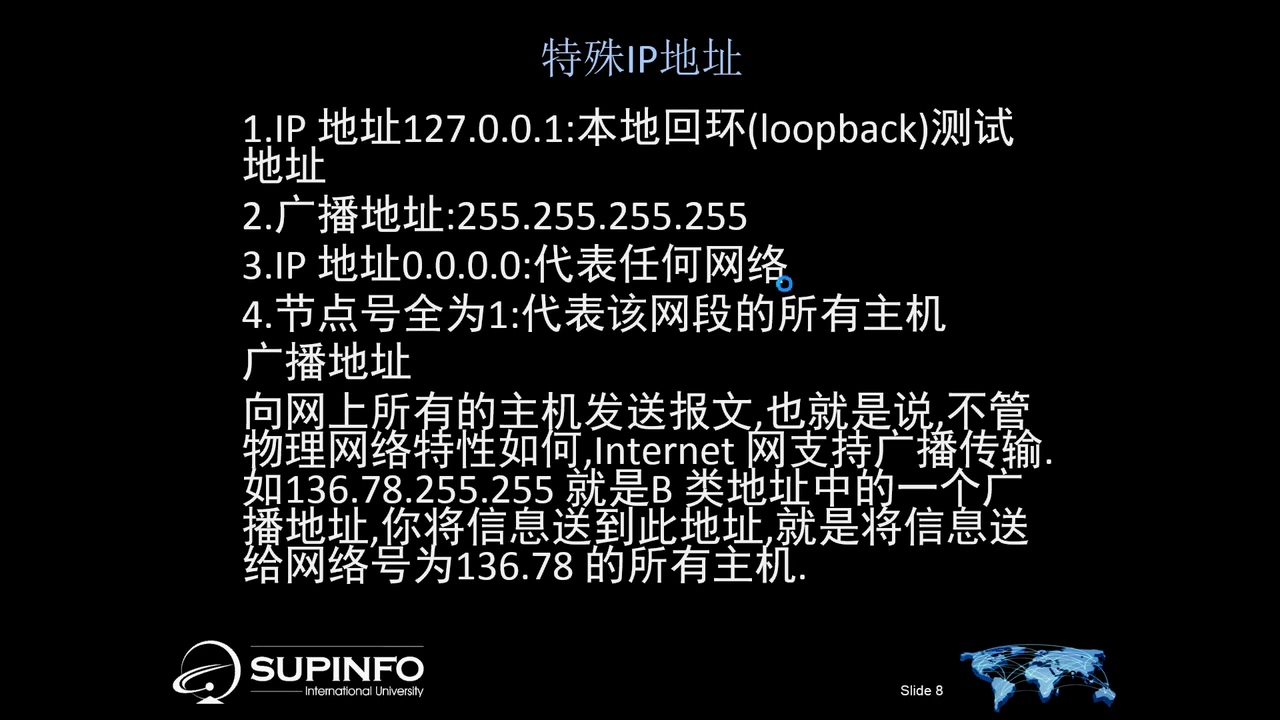 特殊IP地址
1.IP 地址127.0.0.1:本地回环(loopback)测试
地址
2.广播地址:255.255.255.255
3.IP 地址0.0.0.0:代表任何网络
4.节点号全为1:代表该网段的所有主机
广播地址
向网上所有的主机发送报文,也就是说,不管
物理网络特性如何,Internet 网支持广播传输.
如136.78.255.255 就是B 类地址中的一个广
播地址,你将信息送到此地址,就是将信息送
给网络号为136.78 的所有主机.
SUPINFO
International University
Slide 8